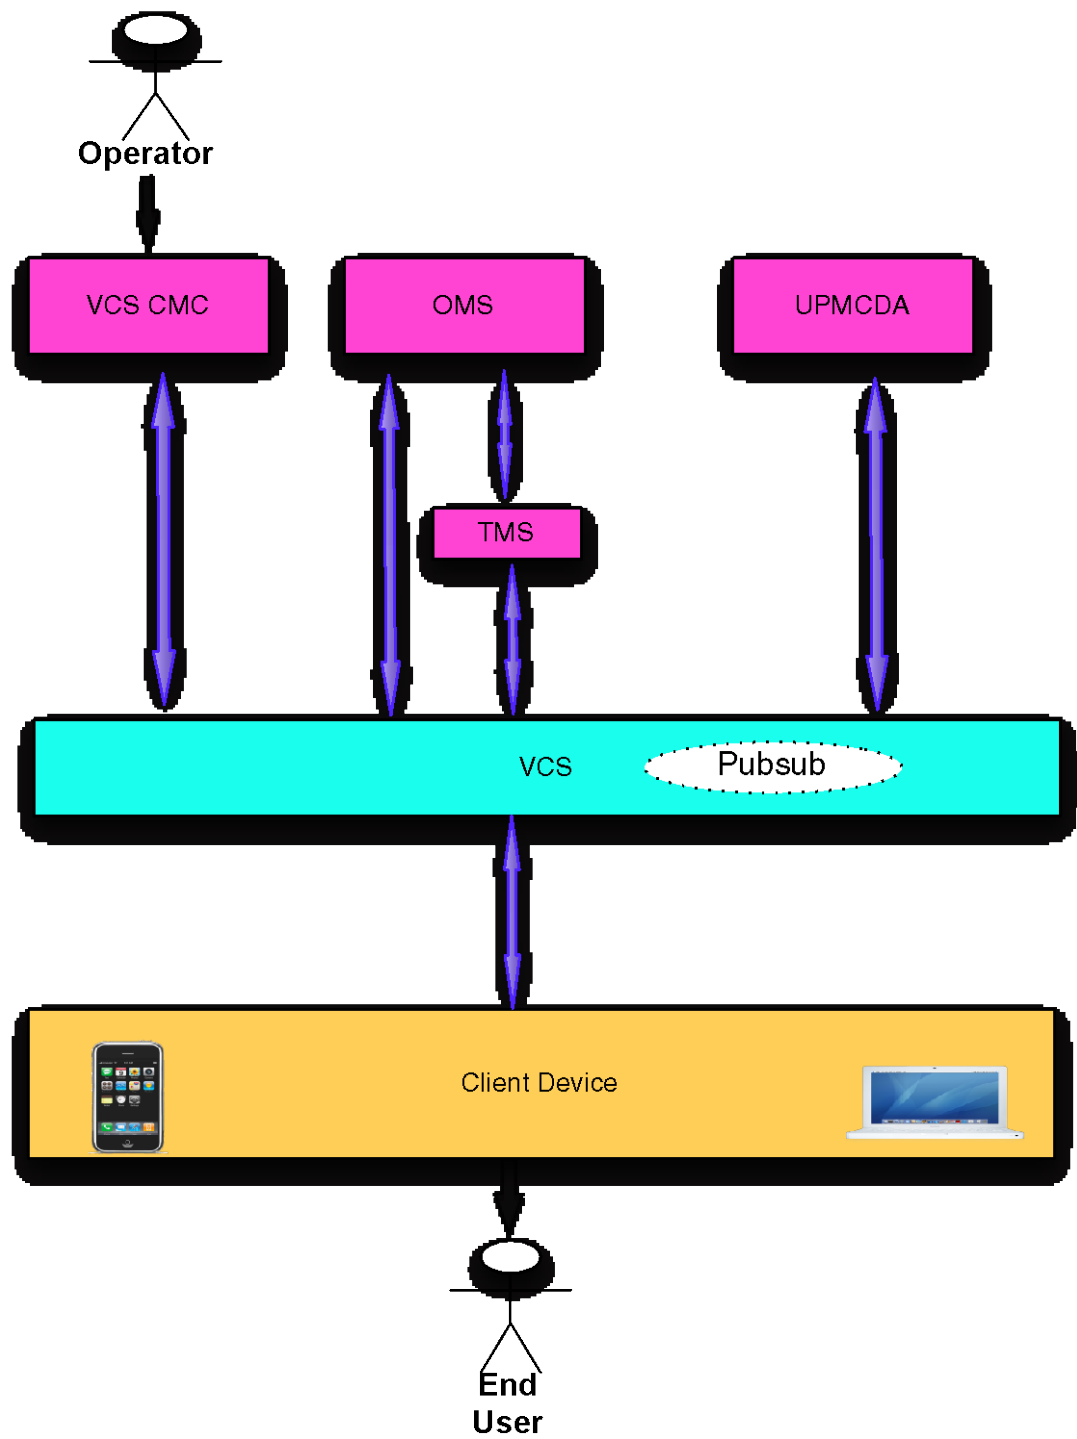 Operator
VCS CMC
OMS
UPMCDA
TMS
VCS
Pubsub
Client Device
End
User